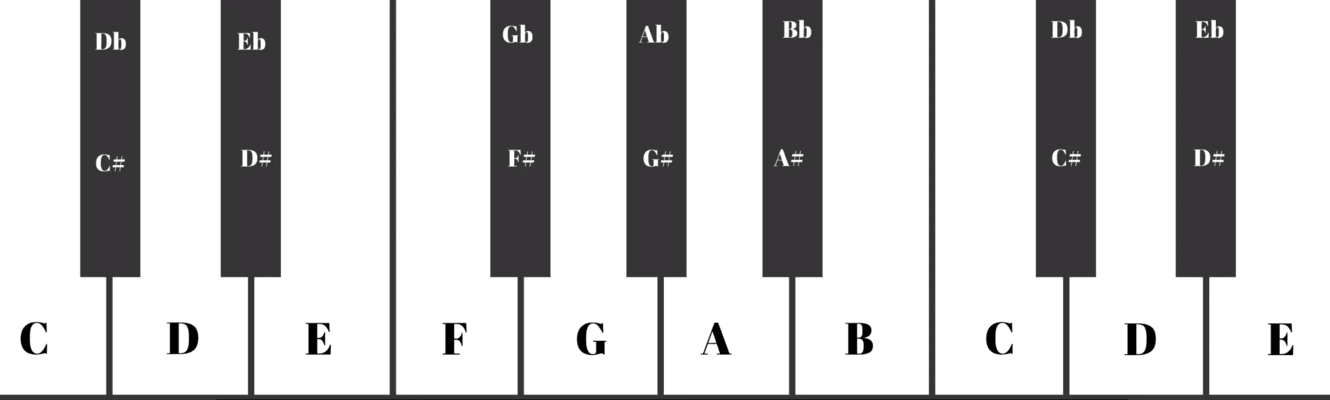 Db Eb Gb Ab Bb Db Eb
C# D# F# G# A# C# D#
C D E F G A B C D E